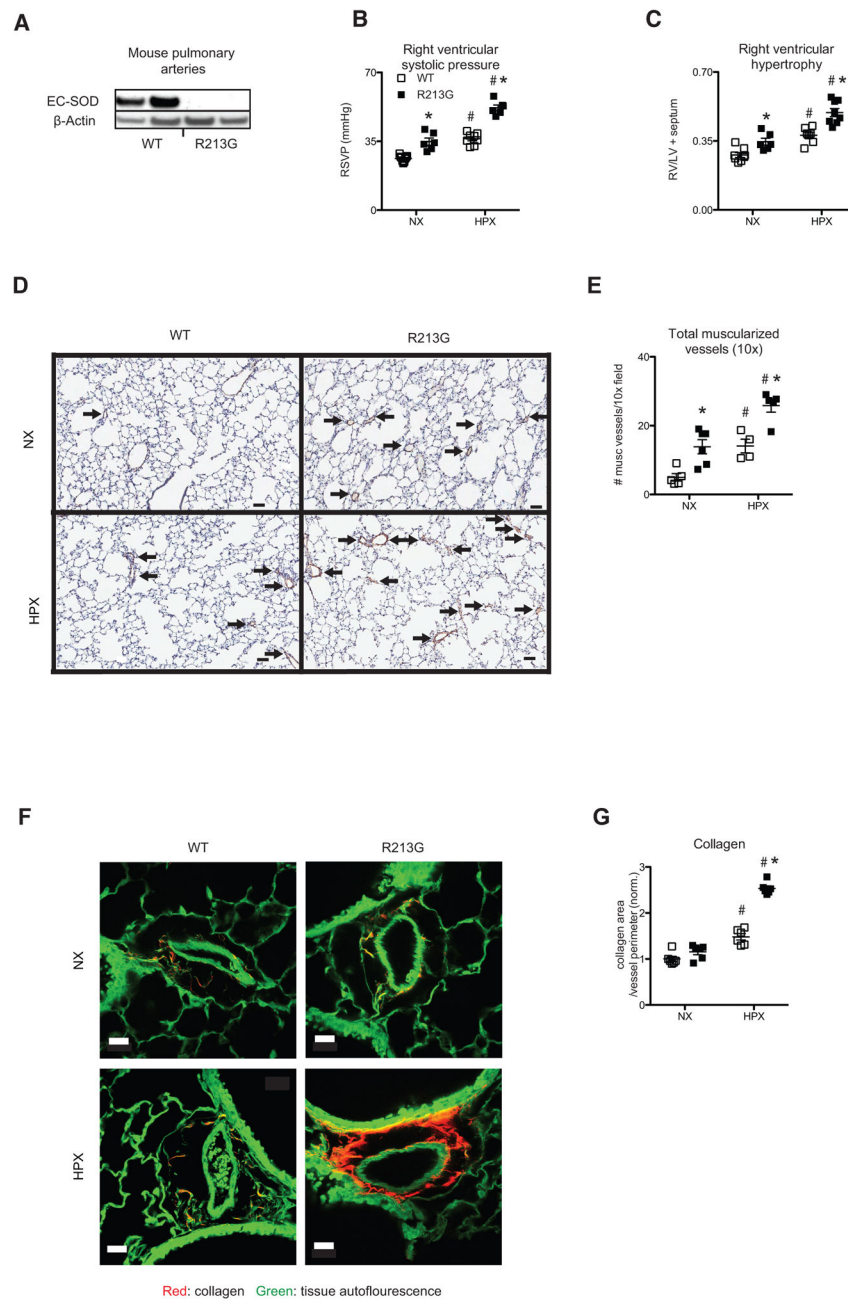 A
Mouse pulmonary
arteries
EC-SOD
β-Actin
WT
R213G
B
Right ventricular
systolic pressure
70
35
0
RSVP (mmHg)
WT
R213G
*
#
# *
NX
HPX
C
Right ventricular
hypertrophy
0.70
0.35
0.00
RV/LV + septum
*
#
# *
NX
HPX
D
WT
R213G
NX
HPX
E
Total muscularized
vessels (10x)
40
20
0
# musc vessels/10x field
*
#
# *
NX
HPX
F
WT
R213G
NX
HPX
Red: collagen Green: tissue autoflourescence
G
Collagen
3
2
1
0
collagen area
/vessel perimeter (norm.)
#
# *
NX
HPX